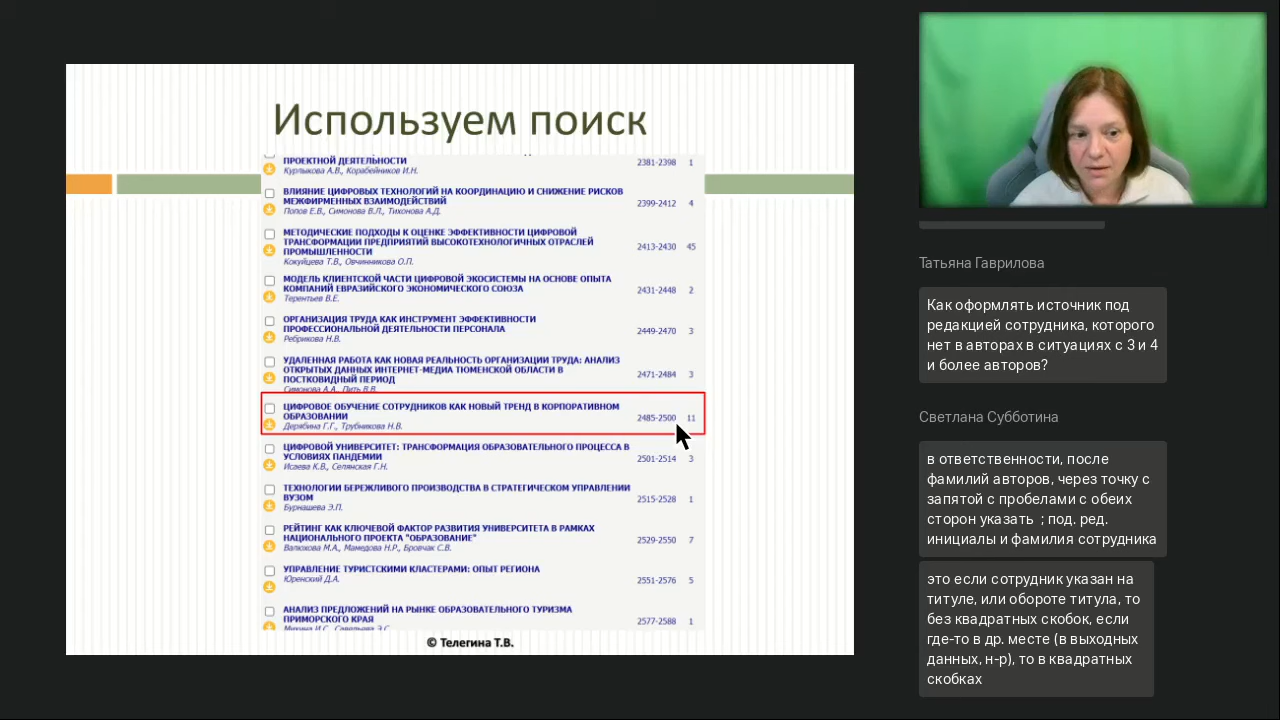 Используем поиск
ПРОЕКТНОЙ ДЕЯТЕЛЬНОСТИ
Курлыкова А.В., Корабейников И.Н.
2381-2398 1
ВЛИЯНИЕ ЦИФРОВЫХ ТЕХНОЛОГИЙ НА КООРДИНАЦИЮ И СНИЖЕНИЕ РИСКОВ
МЕЖФИРМЕННЫХ ВЗАИМОДЕЙСТВИЙ
Попов Е.В., Симонова В.Л., Тихонова А.Д.
2399-2412 4
МЕТОДИЧЕСКИЕ ПОДХОДЫ К ОЦЕНКЕ ЭФФЕКТИВНОСТИ ЦИФРОВОЙ
ТРАНСФОРМАЦИИ ПРЕДПРИЯТИЙ ВЫСОКОТЕХНОЛОГИЧНЫХ ОТРАСЛЕЙ
ПРОМЫШЛЕННОСТИ
Кокуйцева Т.В., Овчинникова О.П.
2413-2430 45
МОДЕЛЬ КЛИЕНТСКОЙ ЧАСТИ ЦИФРОВОЙ ЭКОСИСТЕМЫ НА ОСНОВЕ ОПЫТА
КОМПАНИЙ ЕВРАЗИЙСКОГО ЭКОНОМИЧЕСКОГО СОЮЗА
Терентьев В.Е.
2431-2448 2
ОРГАНИЗАЦИЯ ТРУДА КАК ИНСТРУМЕНТ ЭФФЕКТИВНОСТИ
ПРОФЕССИОНАЛЬНОЙ ДЕЯТЕЛЬНОСТИ ПЕРСОНАЛА
Ребрикова Н.В.
2449-2470 3
УДАЛЕННАЯ РАБОТА КАК НОВАЯ РЕАЛЬНОСТЬ ОРГАНИЗАЦИИ ТРУДА: АНАЛИЗ
ОТКРЫТЫХ ДАННЫХ ИНТЕРНЕТ-МЕДИА ТЮМЕНСКОЙ ОБЛАСТИ В
ПОСТКОВИДНЫЙ ПЕРИОД
Симонова А.А., Пить В.В.
2471-2484 3
ЦИФРОВОЕ ОБУЧЕНИЕ СОТРУДНИКОВ КАК НОВЫЙ ТРЕНД В КОРПОРАТИВНОМ
ОБРАЗОВАНИИ
Дерябина Г.Г., Трубникова Н.В.
2485-2500 11
ЦИФРОВОЙ УНИВЕРСИТЕТ: ТРАНСФОРМАЦИЯ ОБРАЗОВАТЕЛЬНОГО ПРОЦЕССА В
УСЛОВИЯХ ПАНДЕМИИ
Исаева К.В., Селянская Г.Н.
2501-2514 3
ТЕХНОЛОГИИ БЕРЕЖЛИВОГО ПРОИЗВОДСТВА В СТРАТЕГИЧЕСКОМ УПРАВЛЕНИИ
ВУЗОМ
Бурнашева Э.П.
2515-2528 1
РЕЙТИНГ КАК КЛЮЧЕВОЙ ФАКТОР РАЗВИТИЯ УНИВЕРСИТЕТА В РАМКАХ
НАЦИОНАЛЬНОГО ПРОЕКТА "ОБРАЗОВАНИЕ"
Валюхова М.А., Мамедова Н.Р., Бровчак С.В.
2529-2550 7
УПРАВЛЕНИЕ ТУРИСТСКИМИ КЛАСТЕРАМИ: ОПЫТ РЕГИОНА
Юренский Д.А.
2551-2576 5
АНАЛИЗ ПРЕДЛОЖЕНИЙ НА РЫНКЕ ОБРАЗОВАТЕЛЬНОГО ТУРИЗМА
ПРИМОРСКОГО КРАЯ
2577-2588 1
© Телегина Т.В.
Татьяна Гаврилова
Как оформлять источник под
редакцией сотрудника, которого
нет в авторах в ситуациях с 3 и 4
и более авторов?
Светлана Субботина
в ответственности, после
фамилий авторов, через точку с
запятой с пробелами с обеих
сторон указать ; под. ред.
инициалы и фамилия сотрудника
это если сотрудник указан на
титуле, или обороте титула, то
без квадратных скобок, если
где-то в др. месте (в выходных
данных, н-р), то в квадратных
скобках